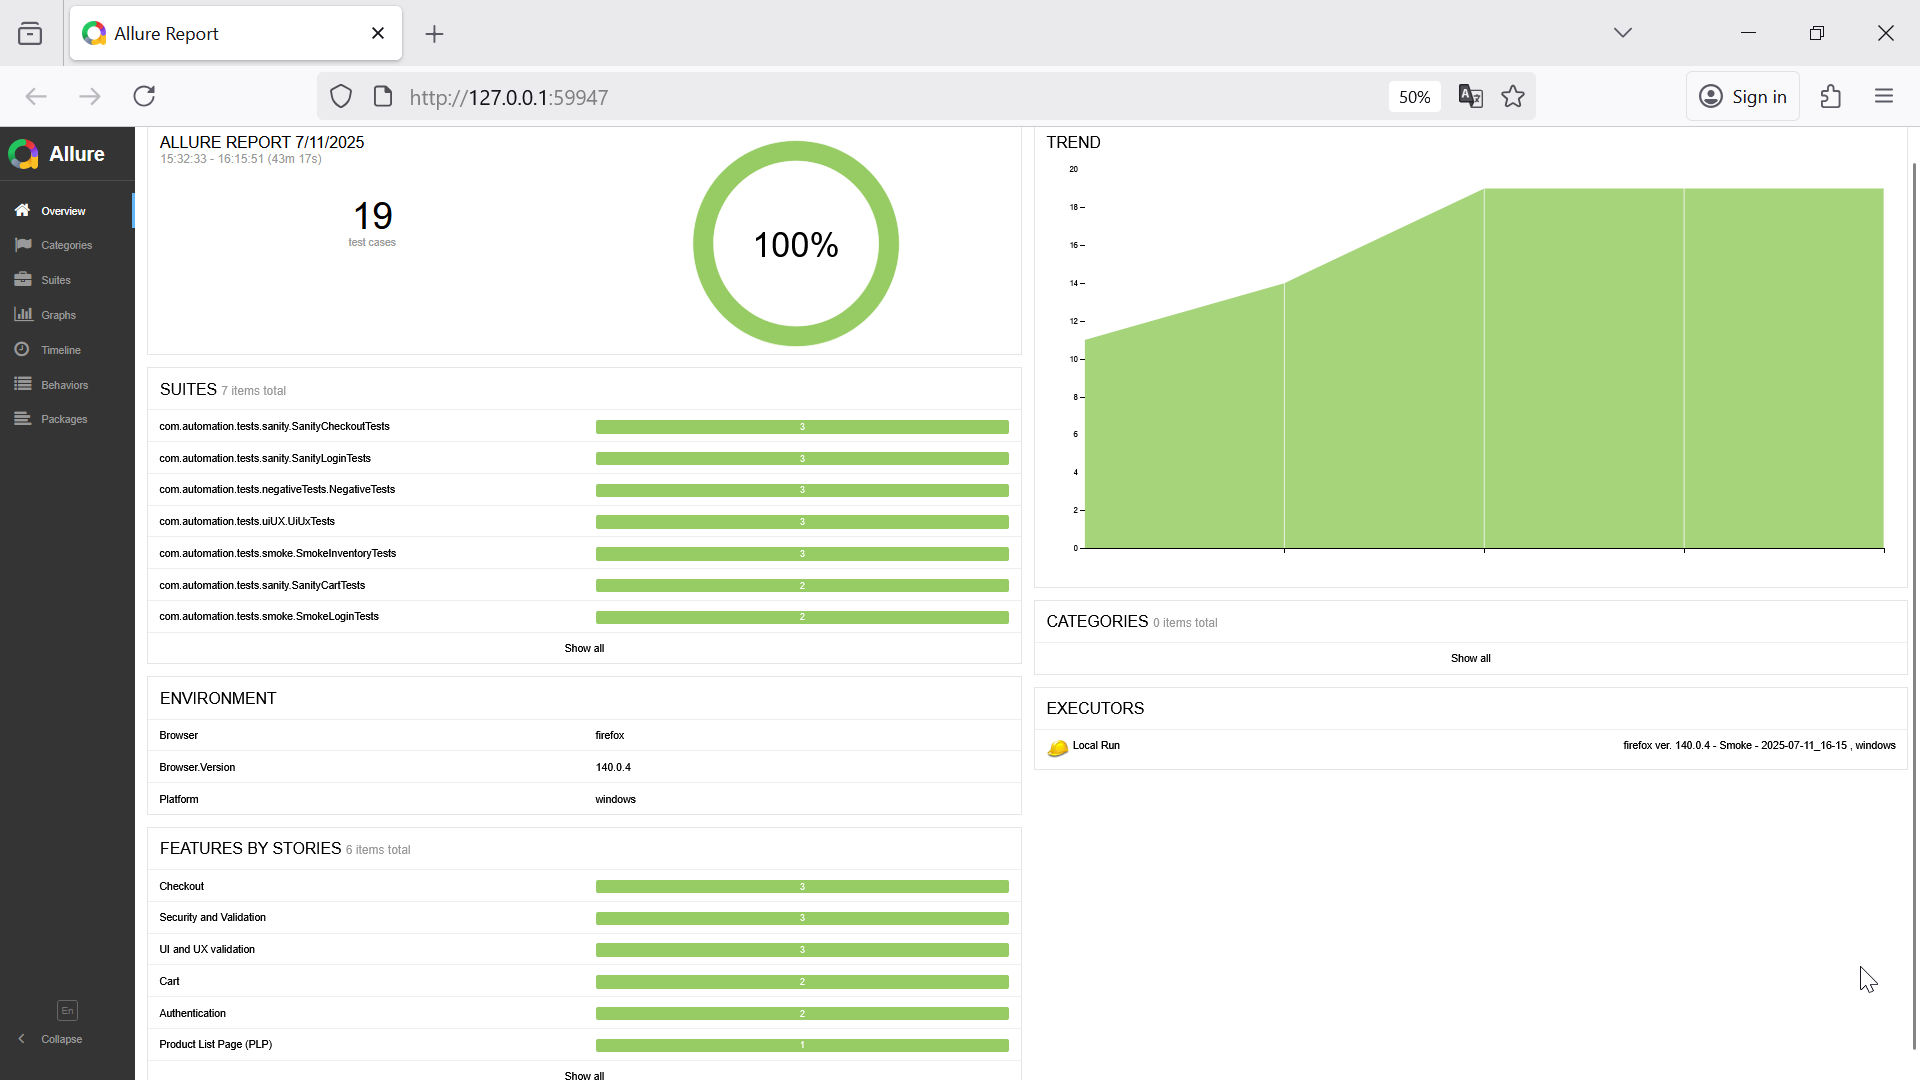 Allure Report
http://127.0.0.1:59947
50%
Sign in
Allure
Overview
Categories
Suites
Graphs
Timeline
Behaviors
Packages
En
Collapse
ALLURE REPORT 7/11/2025
15:32:33 - 16:15:51 (43m 17s)
19
test cases
100%
SUITES 7 items total
com.automation.tests.sanity.SanityCheckoutTests 3
com.automation.tests.sanity.SanityLoginTests 3
com.automation.tests.negativeTests.NegativeTests 3
com.automation.tests.uiUX.UiUxTests 3
com.automation.tests.smoke.SmokeInventoryTests 3
com.automation.tests.sanity.SanityCartTests 2
com.automation.tests.smoke.SmokeLoginTests 2
Show all
ENVIRONMENT
Browser firefox
Browser.Version 140.0.4
Platform windows
FEATURES BY STORIES 6 items total
Checkout 3
Security and Validation 3
UI and UX validation 3
Cart 2
Authentication 2
Product List Page (PLP) 1
Show all
TREND
20
18
16
14
12
10
8
6
4
2
0
CATEGORIES 0 items total
Show all
EXECUTORS
Local Run firefox ver. 140.0.4 - Smoke - 2025-07-11_16-15 , windows